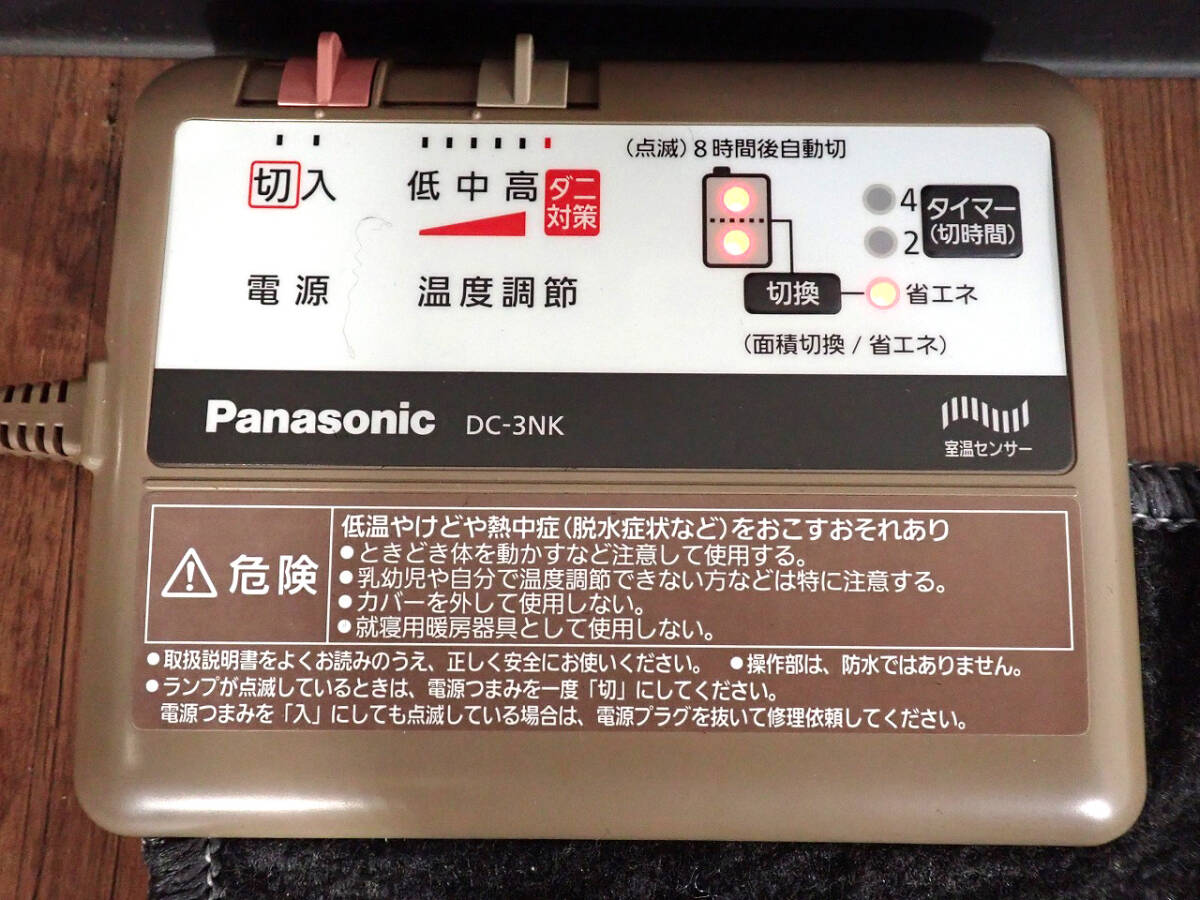 切 入
電源
低 中 高 ダニ対策
温度調節
(点滅)8時間後自動切
4
2
タイマー
(切時間)
切換
省エネ
(面積切換 / 省エネ)
Panasonic DC-3NK
室温センサー
危険
低温やけどや熱中症(脱水症状など)をおこすおそれあり
●ときどき体を動かすなど注意して使用する。
●乳幼児や自分で温度調節できない方などは特に注意する。
●カバーを外して使用しない。
●就寝用暖房器具として使用しない。
●取扱説明書をよくお読みのうえ、正しく安全にお使いください。 ●操作部は、防水ではありません。
●ランプが点滅しているときは、電源つまみを一度「切」にしてください。
電源つまみを「入」にしても点滅している場合は、電源プラグを抜いて修理依頼してください。